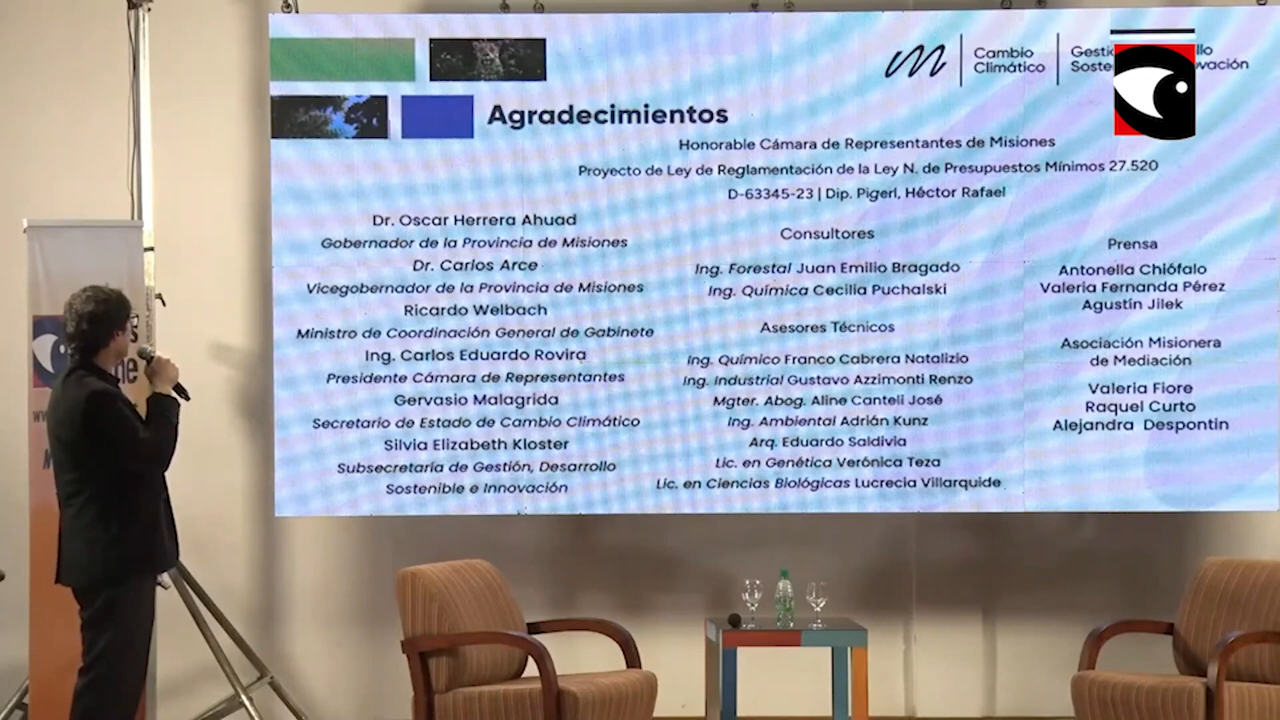 Cambio
Climático
Agradecimientos
Honorable Cámara de Representantes de Misiones
Proyecto de Ley de Reglamentación de la Ley N. de Presupuestos Mínimos 27.520
D-63345-23 | Dip. Pigerl, Héctor Rafael
Dr. Oscar Herrera Ahuad
Gobernador de la Provincia de Misiones
Dr. Carlos Arce
Vicegobernador de la Provincia de Misiones
Ricardo Welbach
Ministro de Coordinación General de Gabinete
Ing. Carlos Eduardo Rovira
Presidente Cámara de Representantes
Gervasio Malagrida
Secretario de Estado de Cambio Climático
Silvia Elizabeth Kloster
Subsecretaría de Gestión, Desarrollo
Sostenible e Innovación
Consultores
Ing. Forestal Juan Emilio Bragado
Ing. Química Cecilia Puchalski
Asesores Técnicos
Ing. Químico Franco Cabrera Natalizio
Ing. Industrial Gustavo Azzimonti Renzo
Mgter. Abog. Aline Canteli José
Ing. Ambiental Adrián Kunz
Arq. Eduardo Saldivia
Lic. en Genética Verónica Teza
Lic. en Ciencias Biológicas Lucrecia Villarquide
Prensa
Antonella Chiófalo
Valeria Fernanda Pérez
Agustín Jilek
Asociación Misionera
de Mediación
Valeria Fiore
Raquel Curto
Alejandra Despontin